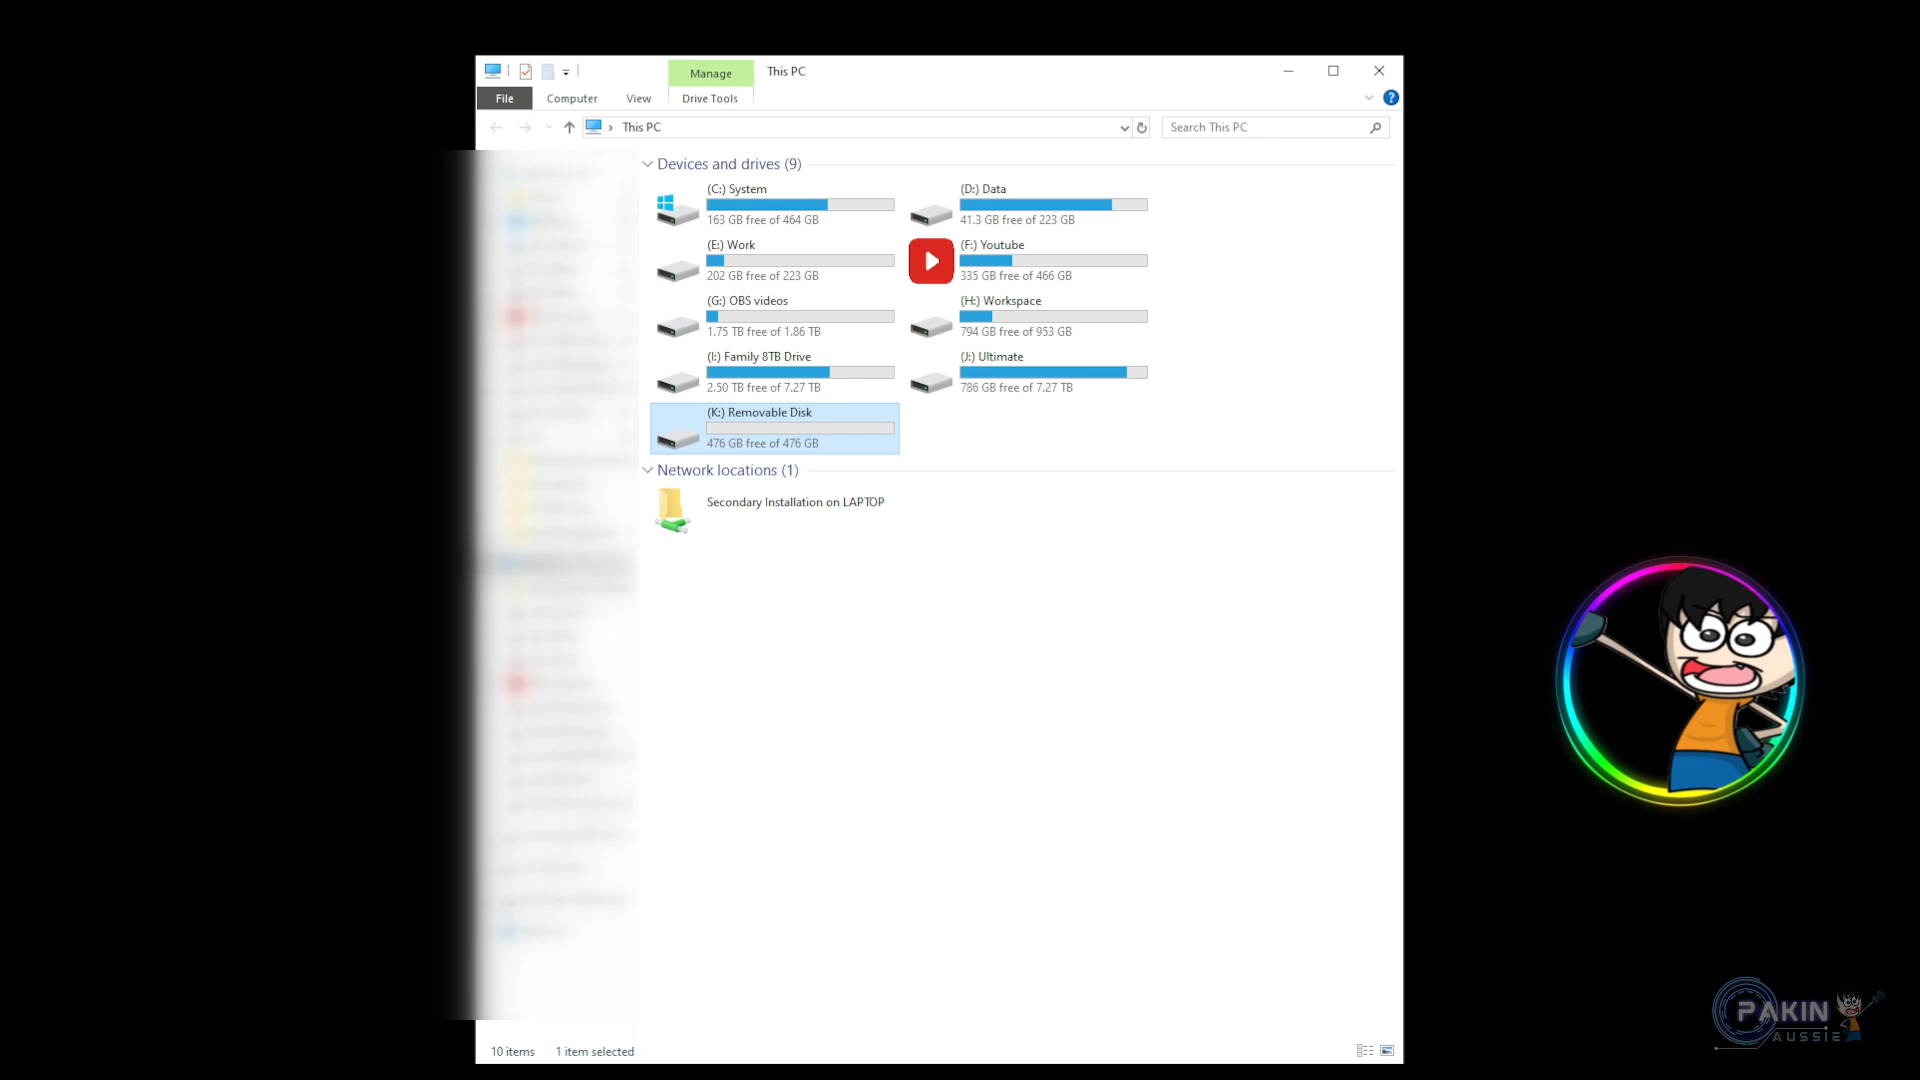 Manage
This PC
File
Computer
View
Drive Tools
This PC
Search This PC
Devices and drives (9)
(C:) System
163 GB free of 464 GB
(D:) Data
41.3 GB free of 223 GB
(E:) Work
202 GB free of 223 GB
(F:) Youtube
335 GB free of 466 GB
(G:) OBS videos
1.75 TB free of 1.86 TB
(H:) Workspace
794 GB free of 953 GB
(I:) Family 8TB Drive
2.50 TB free of 7.27 TB
(J:) Ultimate
786 GB free of 7.27 TB
(K:) Removable Disk
476 GB free of 476 GB
Network locations (1)
Secondary Installation on LAPTOP
10 items
1 item selected
PAKIN
AUSSIE